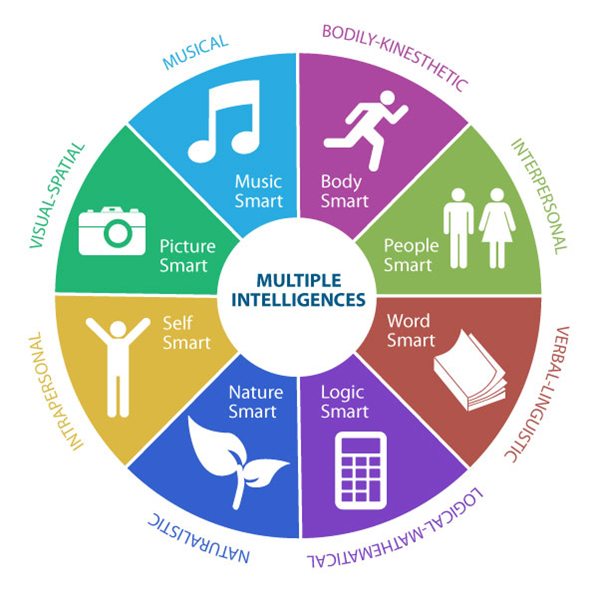 MUSICAL
BODILY-KINESTHETIC
INTERPERSONAL
VERBAL-LINGUISTIC
LOGICAL-MATHEMATICAL
NATURALISTIC
INTRAPERSONAL
VISUAL-SPATIAL
Music
Smart
Body
Smart
People
Smart
Word
Smart
Logic
Smart
Nature
Smart
Self
Smart
Picture
Smart
MULTIPLE
INTELLIGENCES